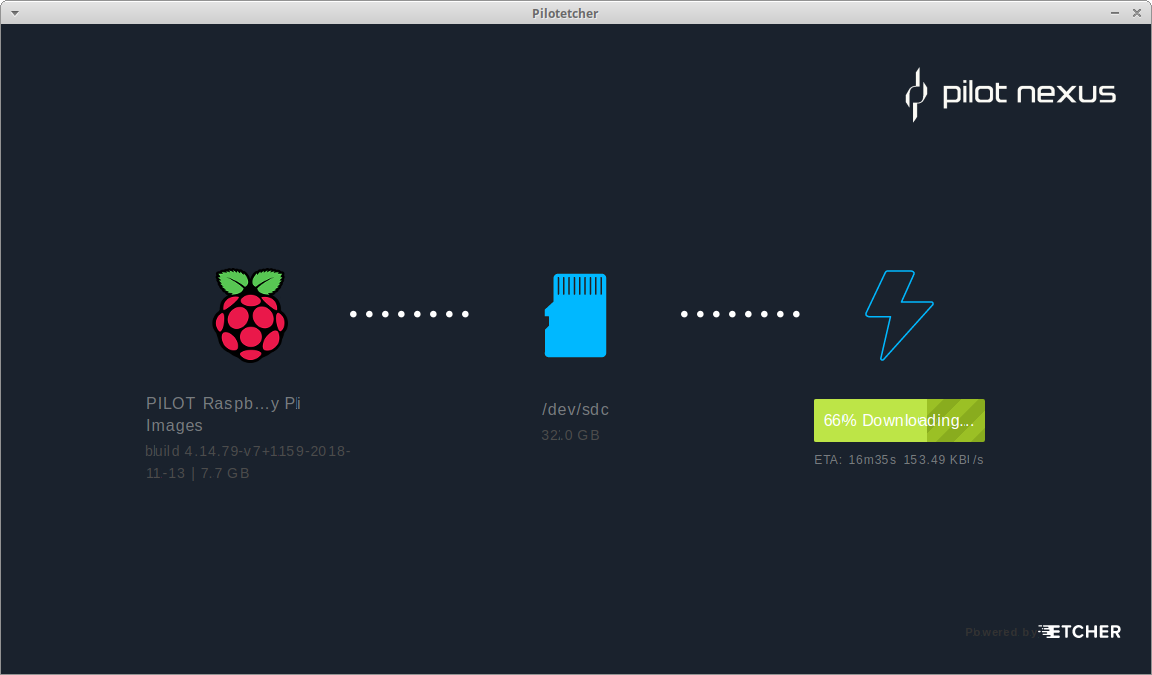 Pilotetcher
pilot nexus
PILOT Raspb...y Pi
Images
build 4.14.79-v7+1159-2018-
11-13 | 7.7 GB
/dev/sdc
32.0 GB
66% Downloading...
ETA: 16m35s 153.49 KB/s
Powered by ETCHER